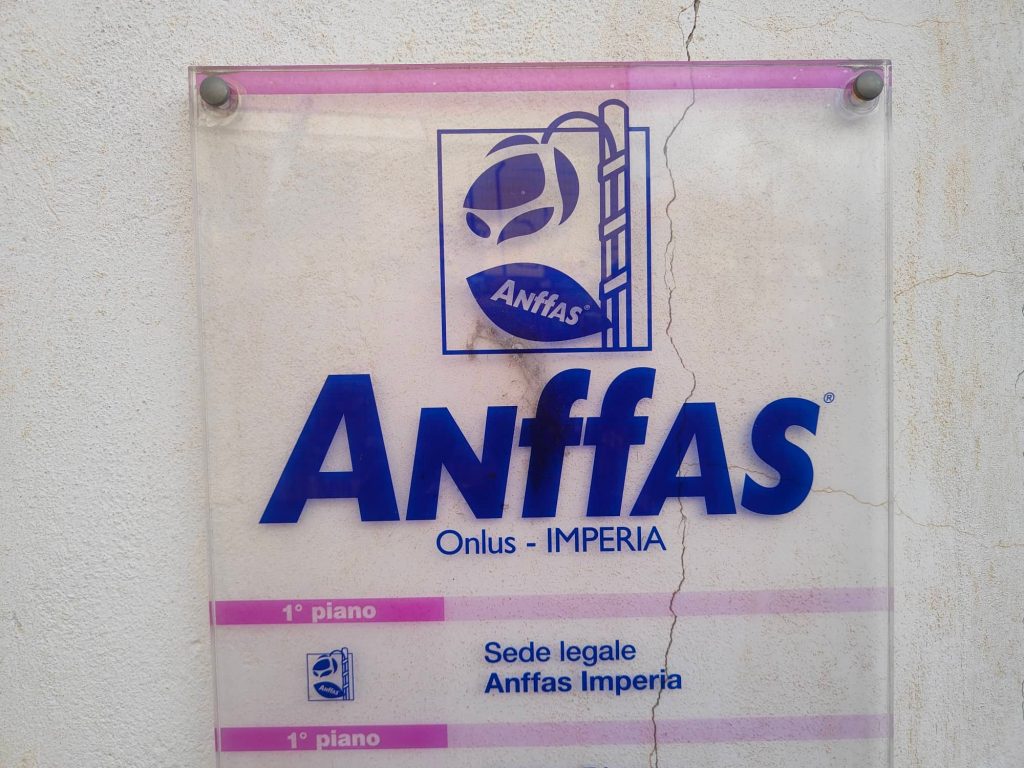 Anffas®
Anffas®
Onlus - IMPERIA
1° piano
Anffas
Sede legale
Anffas Imperia
1° piano